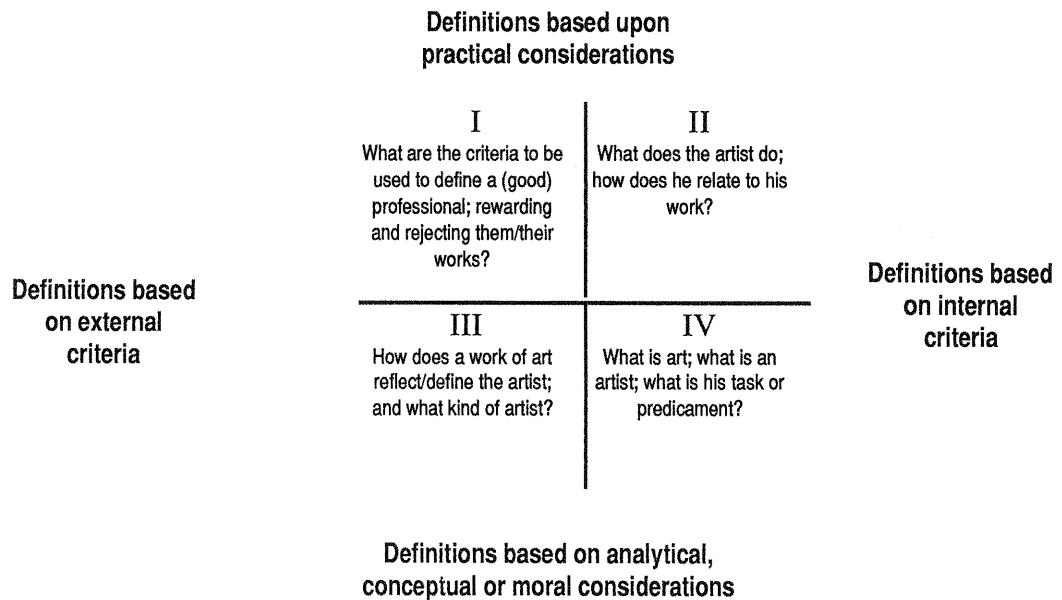 Definitions based upon
practical considerations
I
What are the criteria to be
used to define a (good)
professional; rewarding
and rejecting them/their
works?
II
What does the artist do;
how does he relate to his
work?
Definitions based
on external
criteria
Definitions based
on internal
criteria
III
How does a work of art
reflect/define the artist;
and what kind of artist?
IV
What is art; what is an
artist; what is his task or
predicament?
Definitions based on analytical,
conceptual or moral considerations